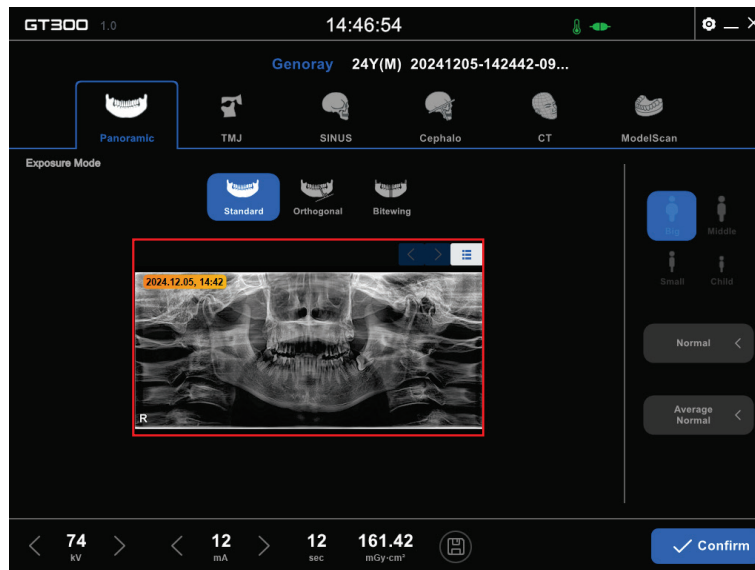 GT300 1.0 14:46:54
Genoray 24Y(M) 20241205-142442-09...
Panoramic TMJ SINUS Cephalo CT ModelScan
Exposure Mode
Standard Orthogonal Bitewing
Big Middle
2024.12.05, 14:42
Small Child
Normal
Average
Normal
R
74 12 12 161.42
kV mA sec mGy·cm²
Confirm